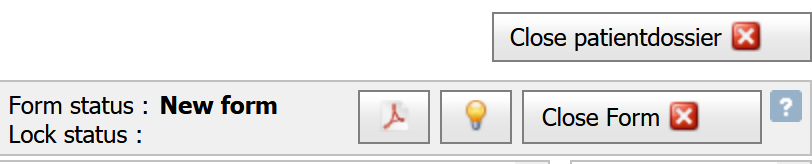 Close patientdossier
Form status : New form
Lock status :
Close Form
?